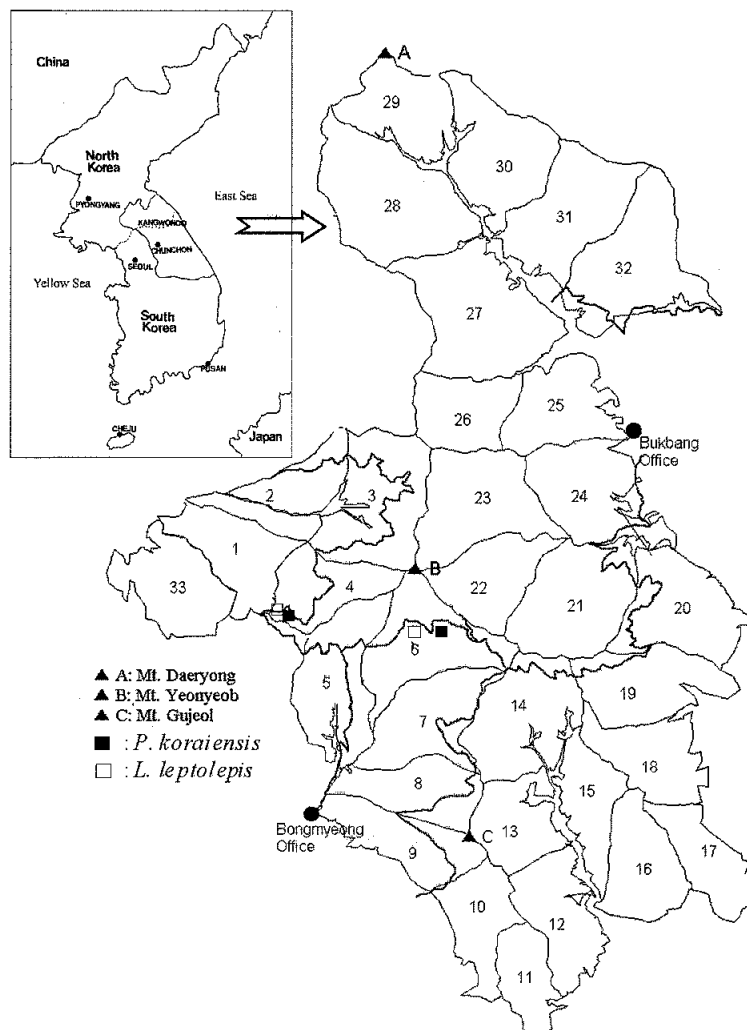 China
North
Korea
PYONGYANG
East Sea
KANGWONDO
CHUNCHON
SEOUL
Yellow Sea
South
Korea
PUSAN
CHEJU
Japan
A
29
30
28
31
32
27
25
26
Bukbang
Office
2
3
23
24
1
B
4
33
22
21
20
6
5
19
14
7
18
15
8
Bongmyeong
Office
C
13
9
16
17
10
12
11
A: Mt. Daeryong
B: Mt. Yeonyeob
C: Mt. Gujeol
: P. koraiensis
: L. leptolepis